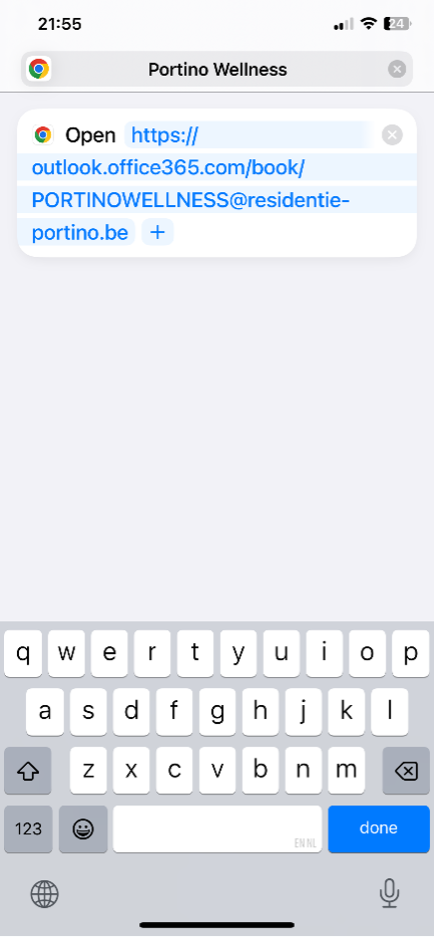 21:55
24
Portino Wellness
Open https://
outlook.office365.com/book/
PORTINOWELLNESS@residentie-
portino.be +
q w e r t y u i o p
a s d f g h j k l
z x c v b n m
123
EN NL
done